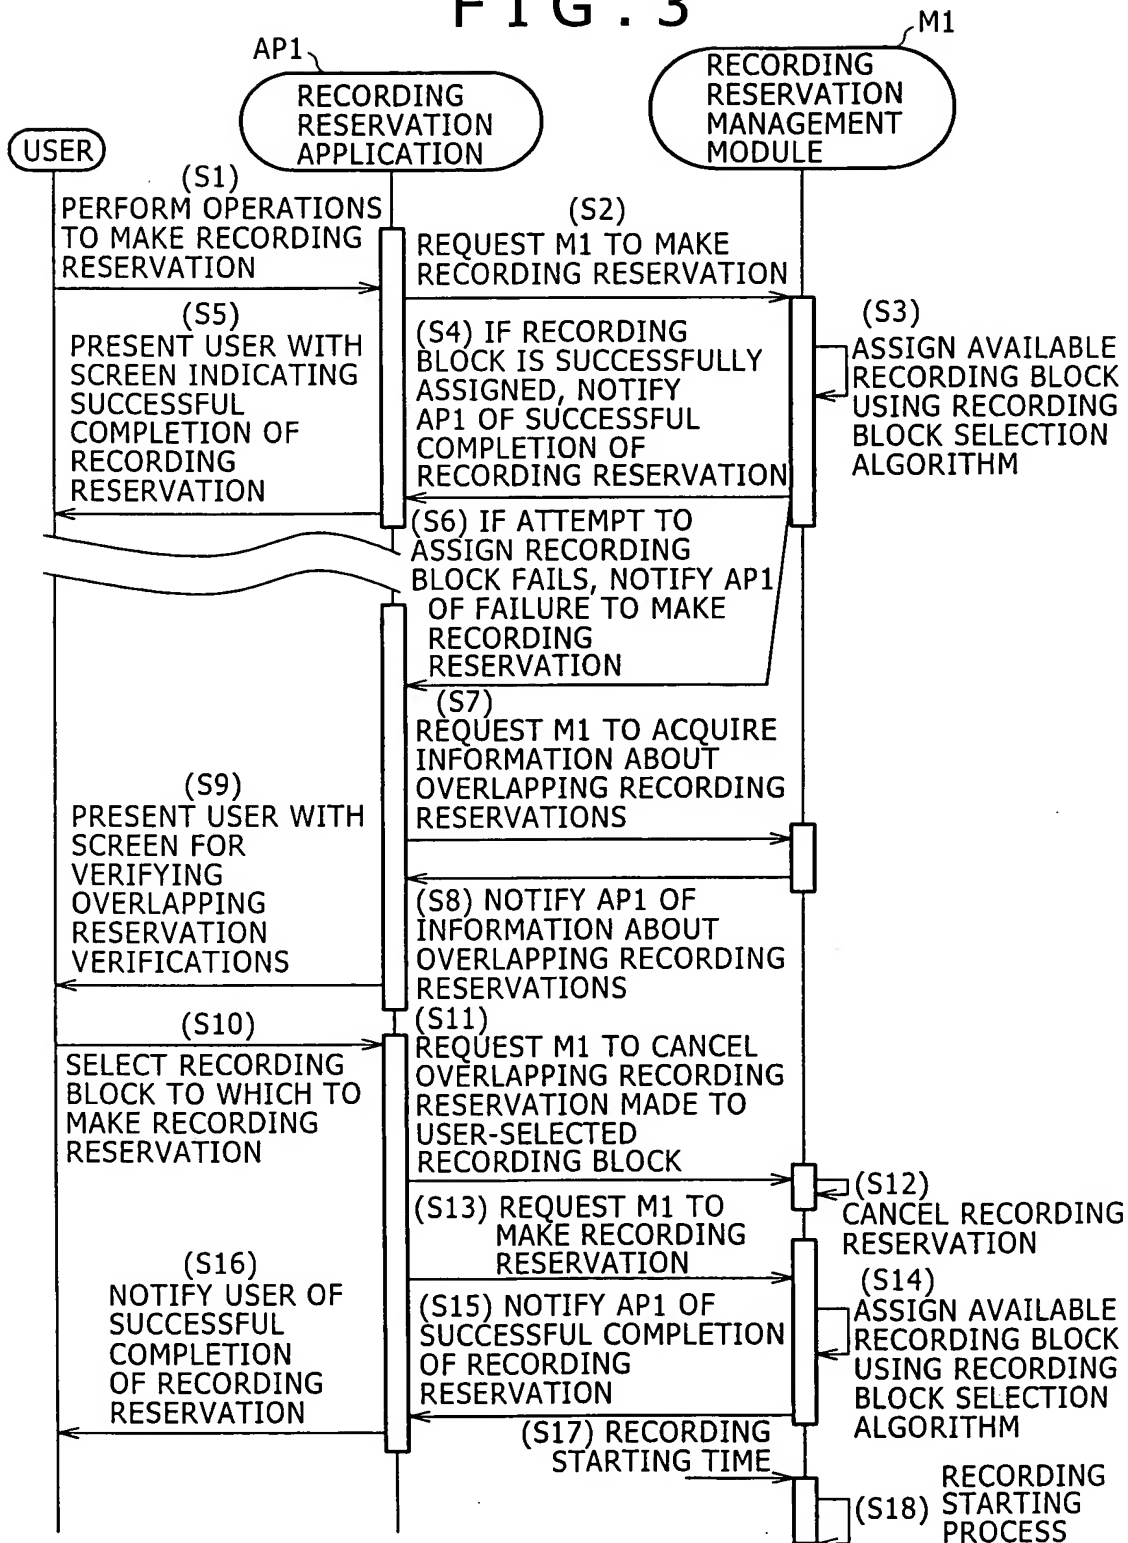 FIG.3
AP1
M1
RECORDING
RESERVATION
APPLICATION
RECORDING
RESERVATION
MANAGEMENT
MODULE
USER
(S1)
PERFORM OPERATIONS
TO MAKE RECORDING
RESERVATION
(S2)
REQUEST M1 TO MAKE
RECORDING RESERVATION
(S3)
ASSIGN AVAILABLE
RECORDING BLOCK
USING RECORDING
BLOCK SELECTION
ALGORITHM
(S4) IF RECORDING
BLOCK IS SUCCESSFULLY
ASSIGNED, NOTIFY
AP1 OF SUCCESSFUL
COMPLETION OF
RECORDING RESERVATION
(S5)
PRESENT USER WITH
SCREEN INDICATING
SUCCESSFUL
COMPLETION OF
RECORDING
RESERVATION
(S6) IF ATTEMPT TO
ASSIGN RECORDING
BLOCK FAILS, NOTIFY AP1
OF FAILURE TO MAKE
RECORDING
RESERVATION
(S7)
REQUEST M1 TO ACQUIRE
INFORMATION ABOUT
OVERLAPPING RECORDING
RESERVATIONS
(S8) NOTIFY AP1 OF
INFORMATION ABOUT
OVERLAPPING RECORDING
RESERVATIONS
(S9)
PRESENT USER WITH
SCREEN FOR
VERIFYING
OVERLAPPING
RESERVATION
VERIFICATIONS
(S10)
SELECT RECORDING
BLOCK TO WHICH TO
MAKE RECORDING
RESERVATION
(S11)
REQUEST M1 TO CANCEL
OVERLAPPING RECORDING
RESERVATION MADE TO
USER-SELECTED
RECORDING BLOCK
(S12)
CANCEL RECORDING
RESERVATION
(S13) REQUEST M1 TO
MAKE RECORDING
RESERVATION
(S14)
ASSIGN AVAILABLE
RECORDING BLOCK
USING RECORDING
BLOCK SELECTION
ALGORITHM
(S15) NOTIFY AP1 OF
SUCCESSFUL COMPLETION
OF RECORDING
RESERVATION
(S16)
NOTIFY USER OF
SUCCESSFUL
COMPLETION
OF RECORDING
RESERVATION
(S17) RECORDING
STARTING TIME
(S18)
RECORDING
STARTING
PROCESS